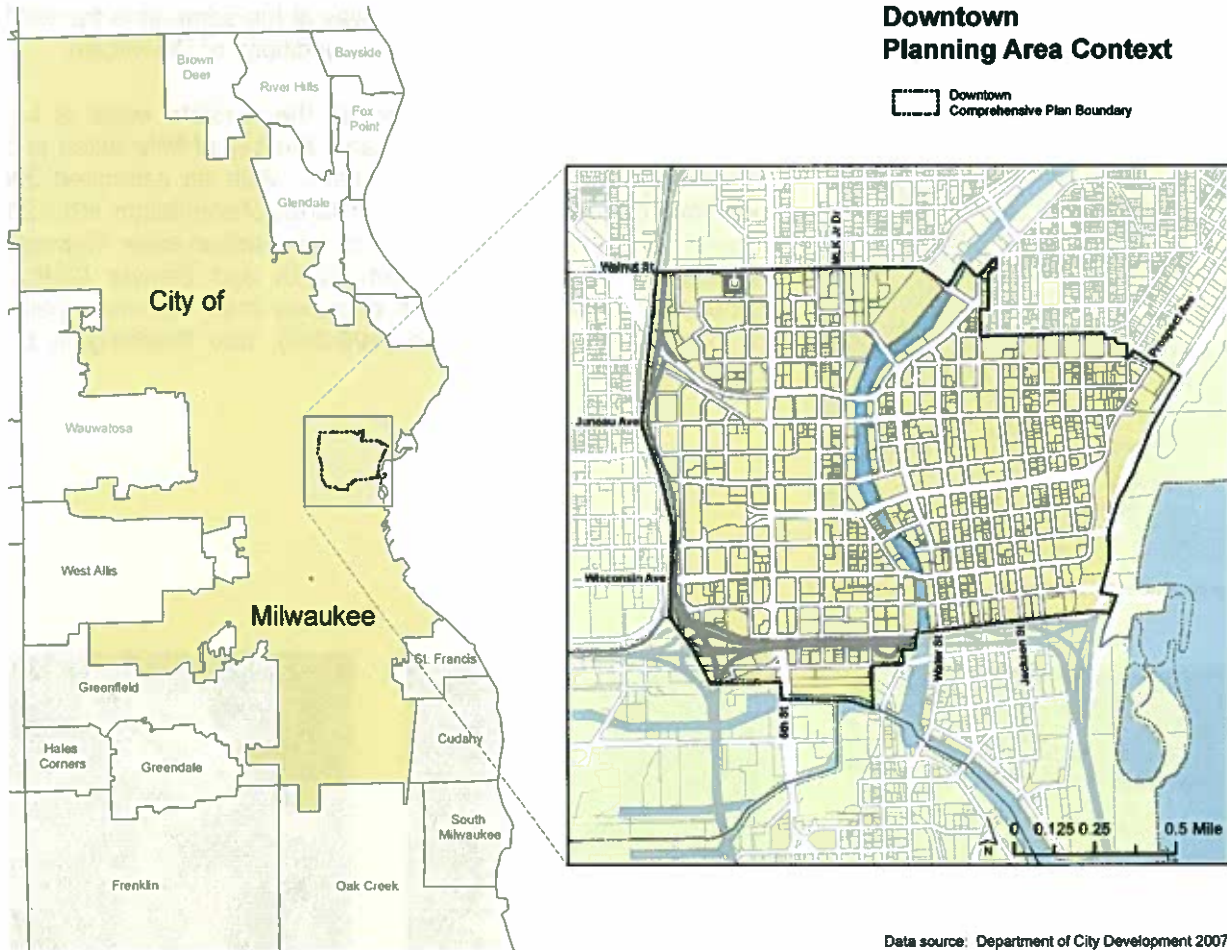 Downtown
Planning Area Context
Downtown
Comprehensive Plan Boundary
Brown
Deer
Bayside
River Hills
Fox
Point
Glendale
City of
Wauwatosa
West Allis
Milwaukee
St. Francis
Greenfield
Cudahy
Hales
Corners
Greendale
South
Milwaukee
Frenklin
Oak Creek
Walnut St
MLK Jr Dr
Prospect Ave
Juneau Ave
Wisconsin Ave
Water St
Jackson St
6th St
N
0 0.125 0.25 0.5 Mile
Data source: Department of City Development 2007